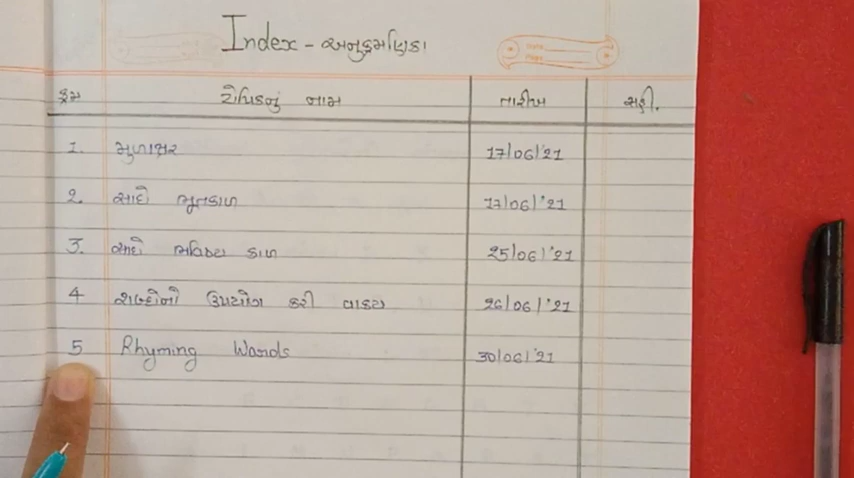 Index - અનુક્રમણિકા
ક્રમ શીર્ષકનું નામ તારીખ સહી.
1. મુળાક્ષર 17/06/'21
2. સાદો ભૂતકાળ 17/06/'21
3. સાદો ભવિષ્ય કાળ 25/06/'21
4 શબ્દોનો ઉપયોગ કરી વાક્ય 26/06/'21
5 Rhyming Words 30/06/'21